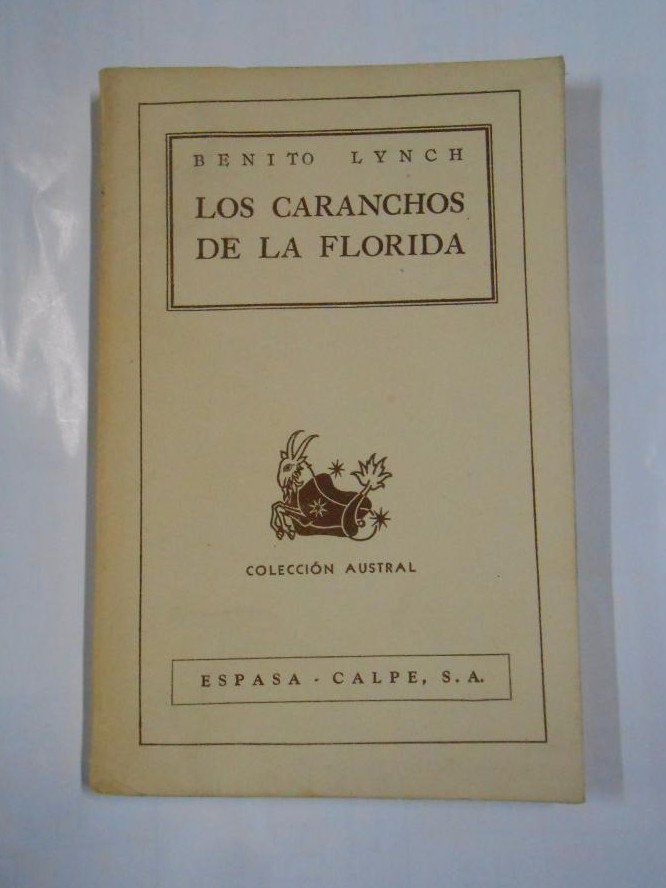 BENITO LYNCH
LOS CARANCHOS
DE LA FLORIDA
COLECCIÓN AUSTRAL
ESPASA - CALPE, S.A.